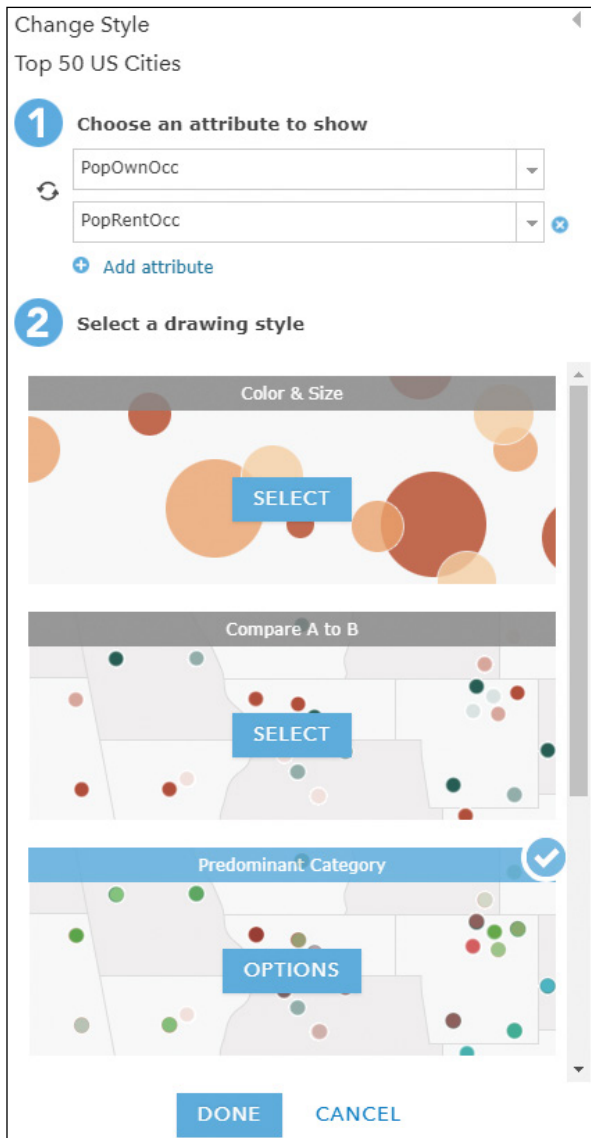 Change Style
Top 50 US Cities
1 Choose an attribute to show
PopOwnOcc
PopRentOcc
Add attribute
2 Select a drawing style
Color & Size
SELECT
Compare A to B
SELECT
Predominant Category
OPTIONS
DONE CANCEL